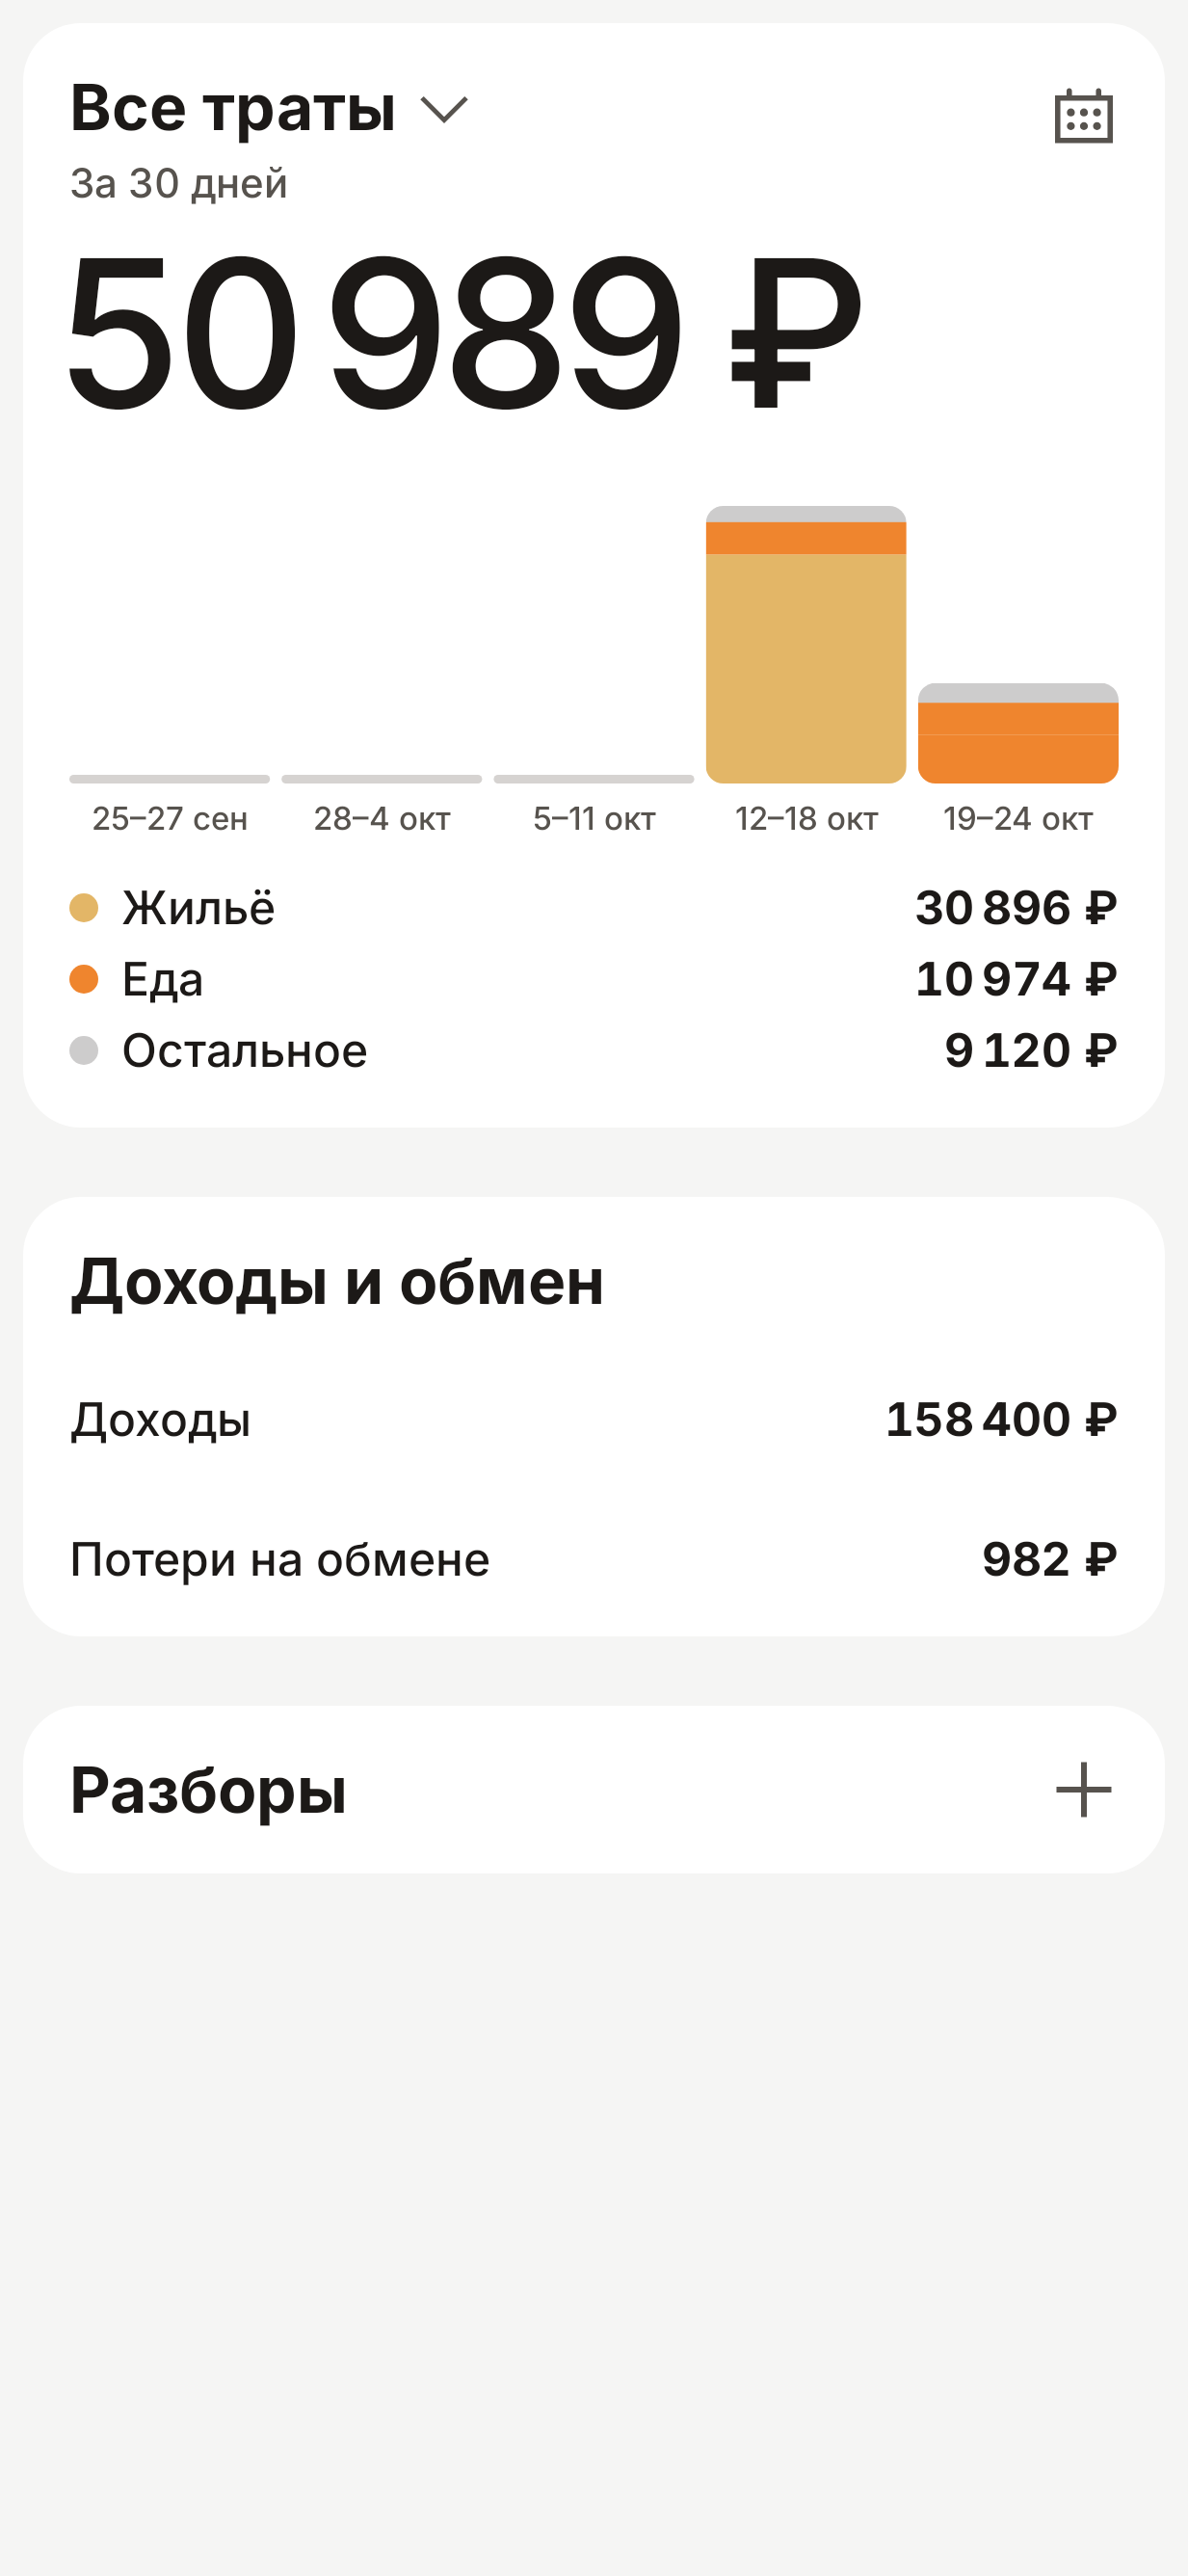 Все траты
За 30 дней
50 989 ₽
25–27 сен 28–4 окт 5–11 окт 12–18 окт 19–24 окт
Жильё 30 896 ₽
Еда 10 974 ₽
Остальное 9 120 ₽
Доходы и обмен
Доходы 158 400 ₽
Потери на обмене 982 ₽
Разборы